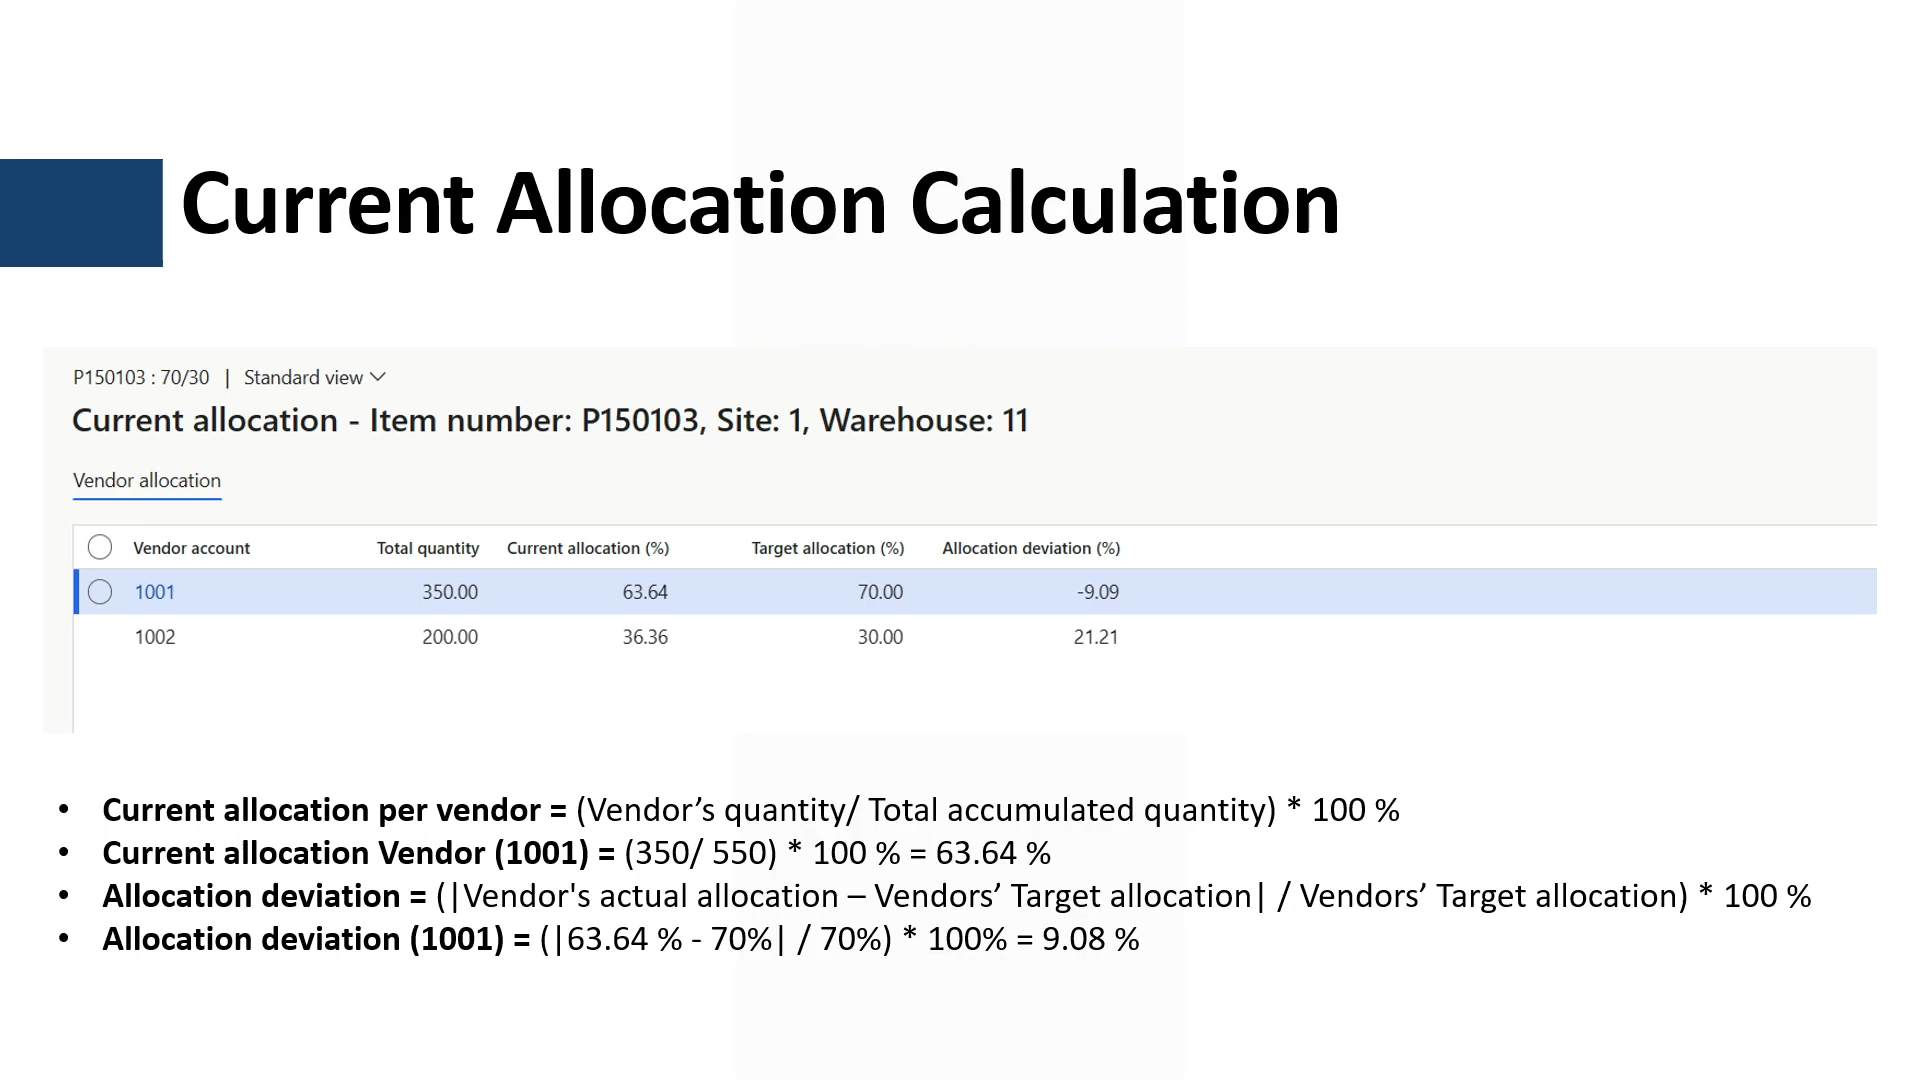 Current Allocation Calculation
P150103 : 70/30 | Standard view
Current allocation - Item number: P150103, Site: 1, Warehouse: 11
Vendor allocation
Vendor account Total quantity Current allocation (%) Target allocation (%) Allocation deviation (%)
1001 350.00 63.64 70.00 -9.09
1002 200.00 36.36 30.00 21.21
• Current allocation per vendor = (Vendor’s quantity/ Total accumulated quantity) * 100 %
• Current allocation Vendor (1001) = (350/ 550) * 100 % = 63.64 %
• Allocation deviation = (|Vendor's actual allocation – Vendors’ Target allocation| / Vendors’ Target allocation) * 100 %
• Allocation deviation (1001) = (|63.64 % - 70%| / 70%) * 100% = 9.08 %